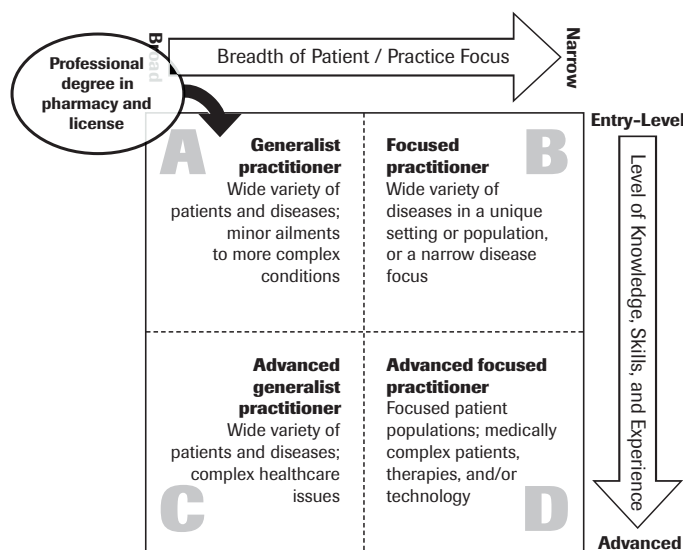 Broad
Breadth of Patient / Practice Focus
Narrow
Professional
degree in
pharmacy and
license
Entry-Level
A
Generalist
practitioner
Wide variety of
patients and diseases;
minor ailments
to more complex
conditions
Focused
practitioner
Wide variety of
diseases in a unique
setting or population,
or a narrow disease
focus
B
Level of Knowledge, Skills, and Experience
Advanced
generalist
practitioner
Wide variety of
patients and diseases;
complex healthcare
issues
C
Advanced focused
practitioner
Focused patient
populations; medically
complex patients,
therapies, and/or
technology
D
Advanced